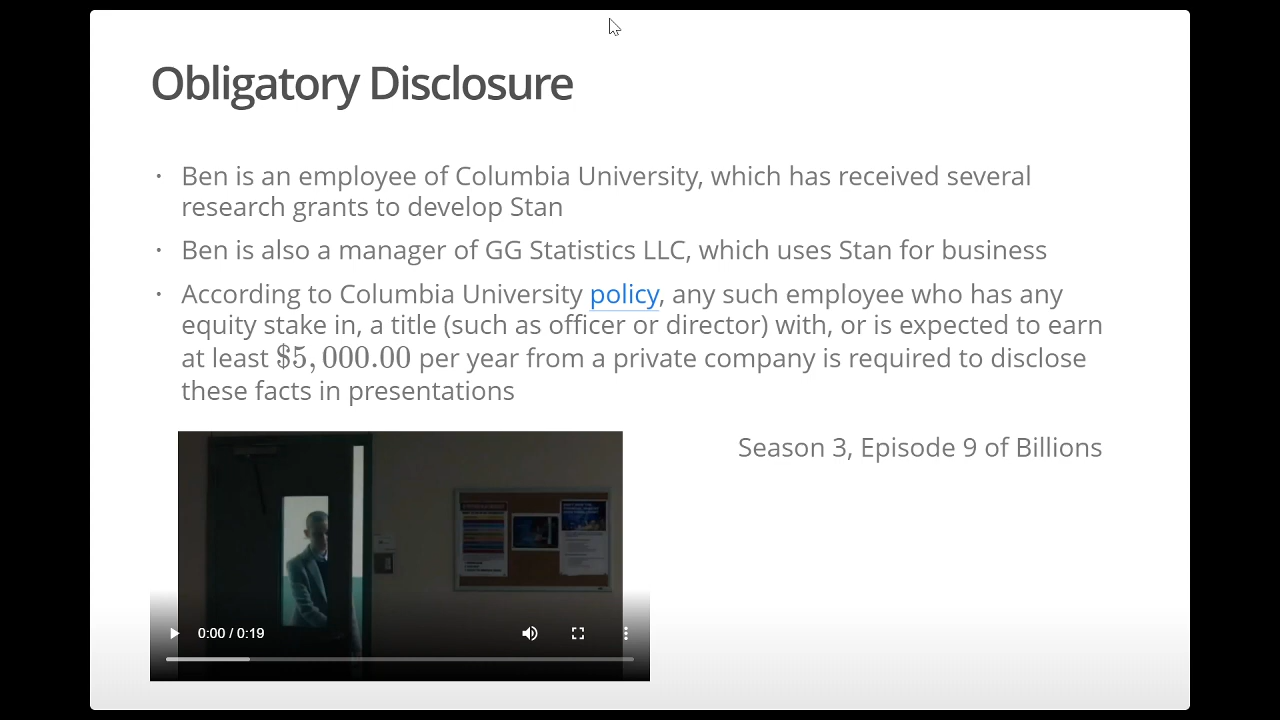 Obligatory Disclosure
• Ben is an employee of Columbia University, which has received several
research grants to develop Stan
• Ben is also a manager of GG Statistics LLC, which uses Stan for business
• According to Columbia University policy, any such employee who has any
equity stake in, a title (such as officer or director) with, or is expected to earn
at least $5,000.00 per year from a private company is required to disclose
these facts in presentations
Season 3, Episode 9 of Billions
0:00 / 0:19